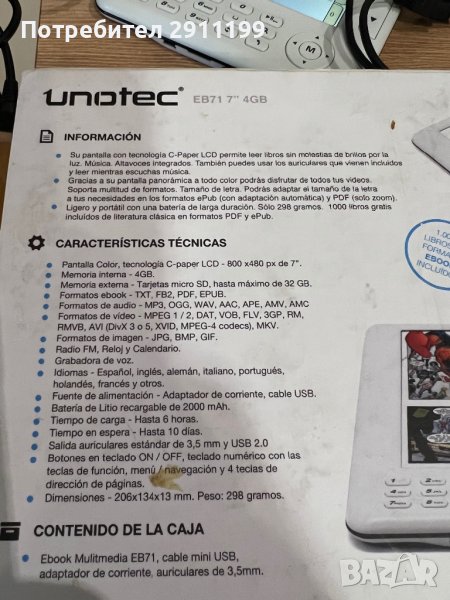 Потребител 2911199
unotec
EB71 7" 4GB
INFORMACIÓN
Su pantalla con tecnología C-Paper LCD permite leer libros sin molestias de brillos por la
luz. Música. Altavoces integrados. También puedes usar los auriculares que vienen incluidos
y leer mientras escuchas música.
Gracias a su pantalla panorámica a todo color podrás disfrutar de todos tus vídeos.
Soporta multitud de formatos. Tamaño de letra. Podrás adaptar el tamaño de la letra
a tus necesidades en los formatos ePub (con adaptación automática) y PDF (solo zoom).
Ligero y portátil con una batería de larga duración. Sólo 298 gramos. 1000 libros gratis
incluidos de literatura clásica en formatos PDF y ePub.
CARACTERÍSTICAS TÉCNICAS
Pantalla Color, tecnología C-paper LCD - 800 x480 px de 7".
Memoria interna - 4GB.
Memoria externa - Tarjetas micro SD, hasta máximo de 32 GB.
Formatos ebook - TXT, FB2, PDF, EPUB.
Formatos de audio - MP3, OGG, WAV, AAC, APE, AMV, AMC
Formatos de vídeo - MPEG 1 / 2, DAT, VOB, FLV, 3GP, RM,
RMVB, AVI (DivX 3 o 5, XVID, MPEG-4 codecs), MKV.
Formatos de imagen - JPG, BMP, GIF.
Radio FM, Reloj y Calendario.
Grabadora de voz.
Idiomas - Español, inglés, alemán, italiano, portugués,
holandés, francés y otros.
Fuente de alimentación - Adaptador de corriente, cable USB.
Batería de Litio recargable de 2000 mAh.
Tiempo de carga - Hasta 6 horas.
Tiempo en espera - Hasta 10 días.
Salida auriculares estándar de 3,5 mm y USB 2.0
Botones en teclado ON / OFF, teclado numérico con las
teclas de función, menú / navegación y 4 teclas de
dirección de páginas.
Dimensiones - 206x134x13 mm. Peso: 298 gramos.
CONTENIDO DE LA CAJA
Ebook Mulitmedia EB71, cable mini USB,
adaptador de corriente, auriculares de 3,5mm.
1.00
LIBROS
FORMA
EBOO
INCLUIDO
BAZAR